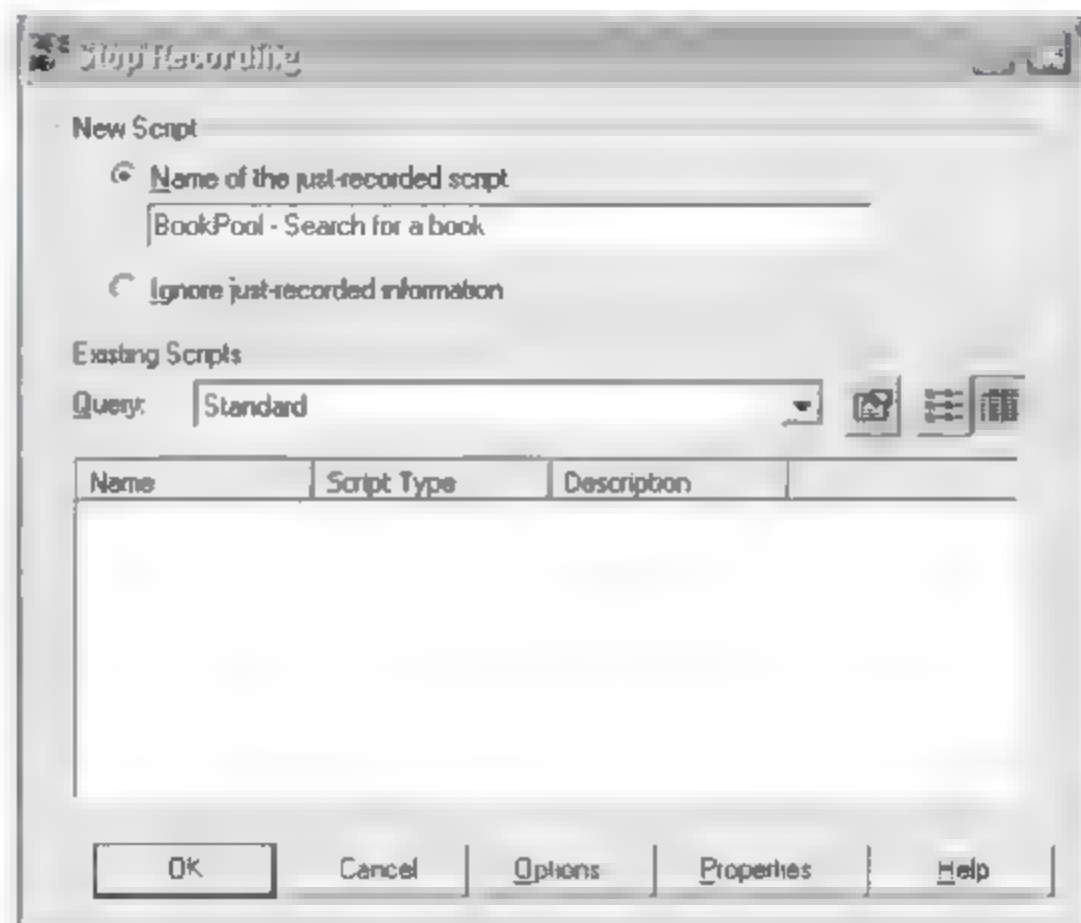 Stop Recording
New Script
Name of the just-recorded script
BookPool - Search for a book
Ignore just-recorded information
Existing Scripts
Query: Standard
Name Script Type Description
OK Cancel Options Properties Help